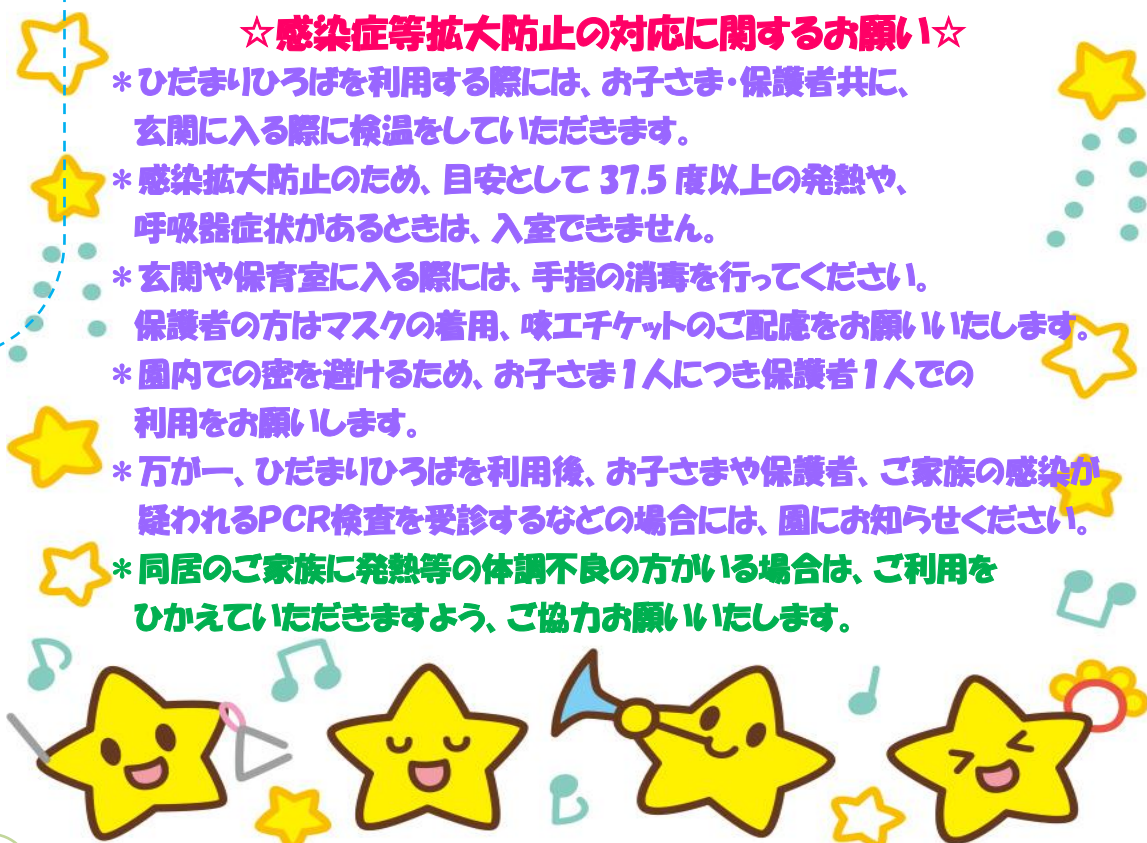 ☆感染症等拡大防止の対応に関するお願い☆
＊ひだまりひろばを利用する際には、お子さま・保護者共に、
玄関に入る際に検温をしていただきます。
＊感染拡大防止のため、目安として 37.5 度以上の発熱や、
呼吸器症状があるときは、入室できません。
＊玄関や保育室に入る際には、手指の消毒を行ってください。
保護者の方はマスクの着用、咳エチケットのご配慮をお願いいたします。
＊園内での密を避けるため、お子さま１人につき保護者１人での
利用をお願いします。
＊万が一、ひだまりひろばを利用後、お子さまや保護者、ご家族の感染が
疑われるPCR検査を受診するなどの場合には、園にお知らせください。
＊同居のご家族に発熱等の体調不良の方がいる場合は、ご利用を
ひかえていただきますよう、ご協力お願いいたします。